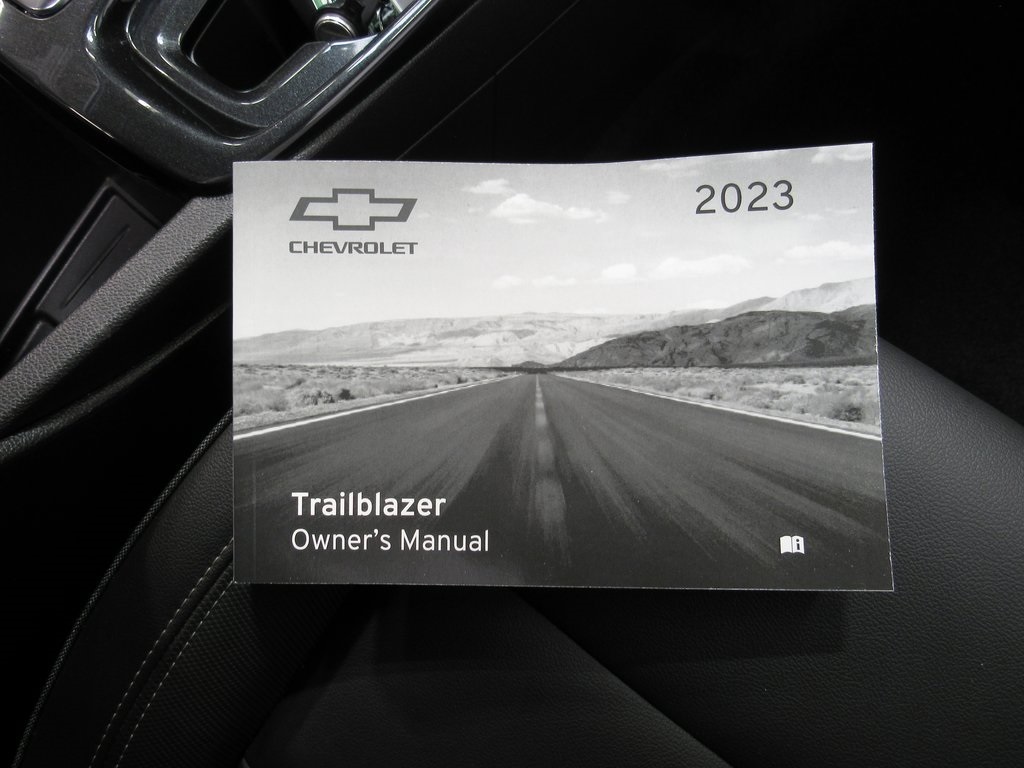 CHEVROLET
2023
Trailblazer
Owner's Manual